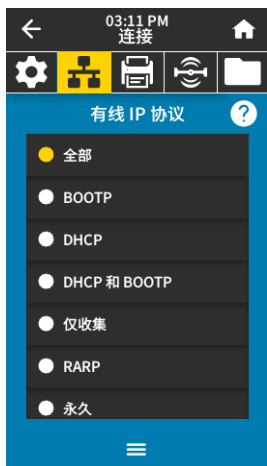 03:11 PM
连接
有线 IP 协议
?
全部
BOOTP
DHCP
DHCP 和 BOOTP
仅收集
RARP
永久